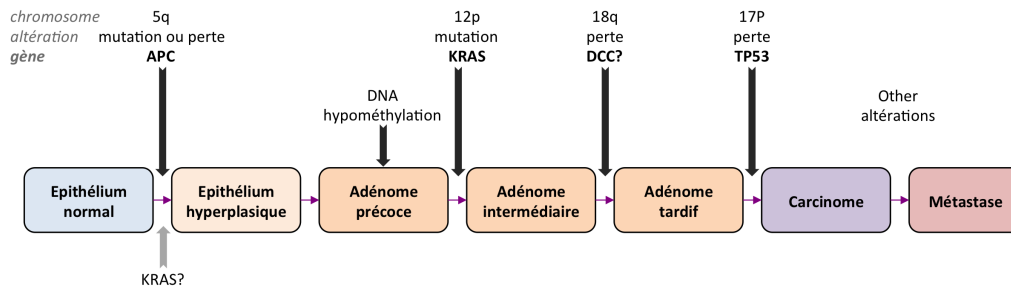 chromosome
altération
gène
5q
mutation ou perte
APC
12p
mutation
KRAS
18q
perte
DCC?
17P
perte
TP53
DNA
hypométhylation
Other
altérations
Epithélium
normal
Epithélium
hyperplasique
Adénome
précoce
Adénome
intermédiaire
Adénome
tardif
Carcinome
Métastase
KRAS?